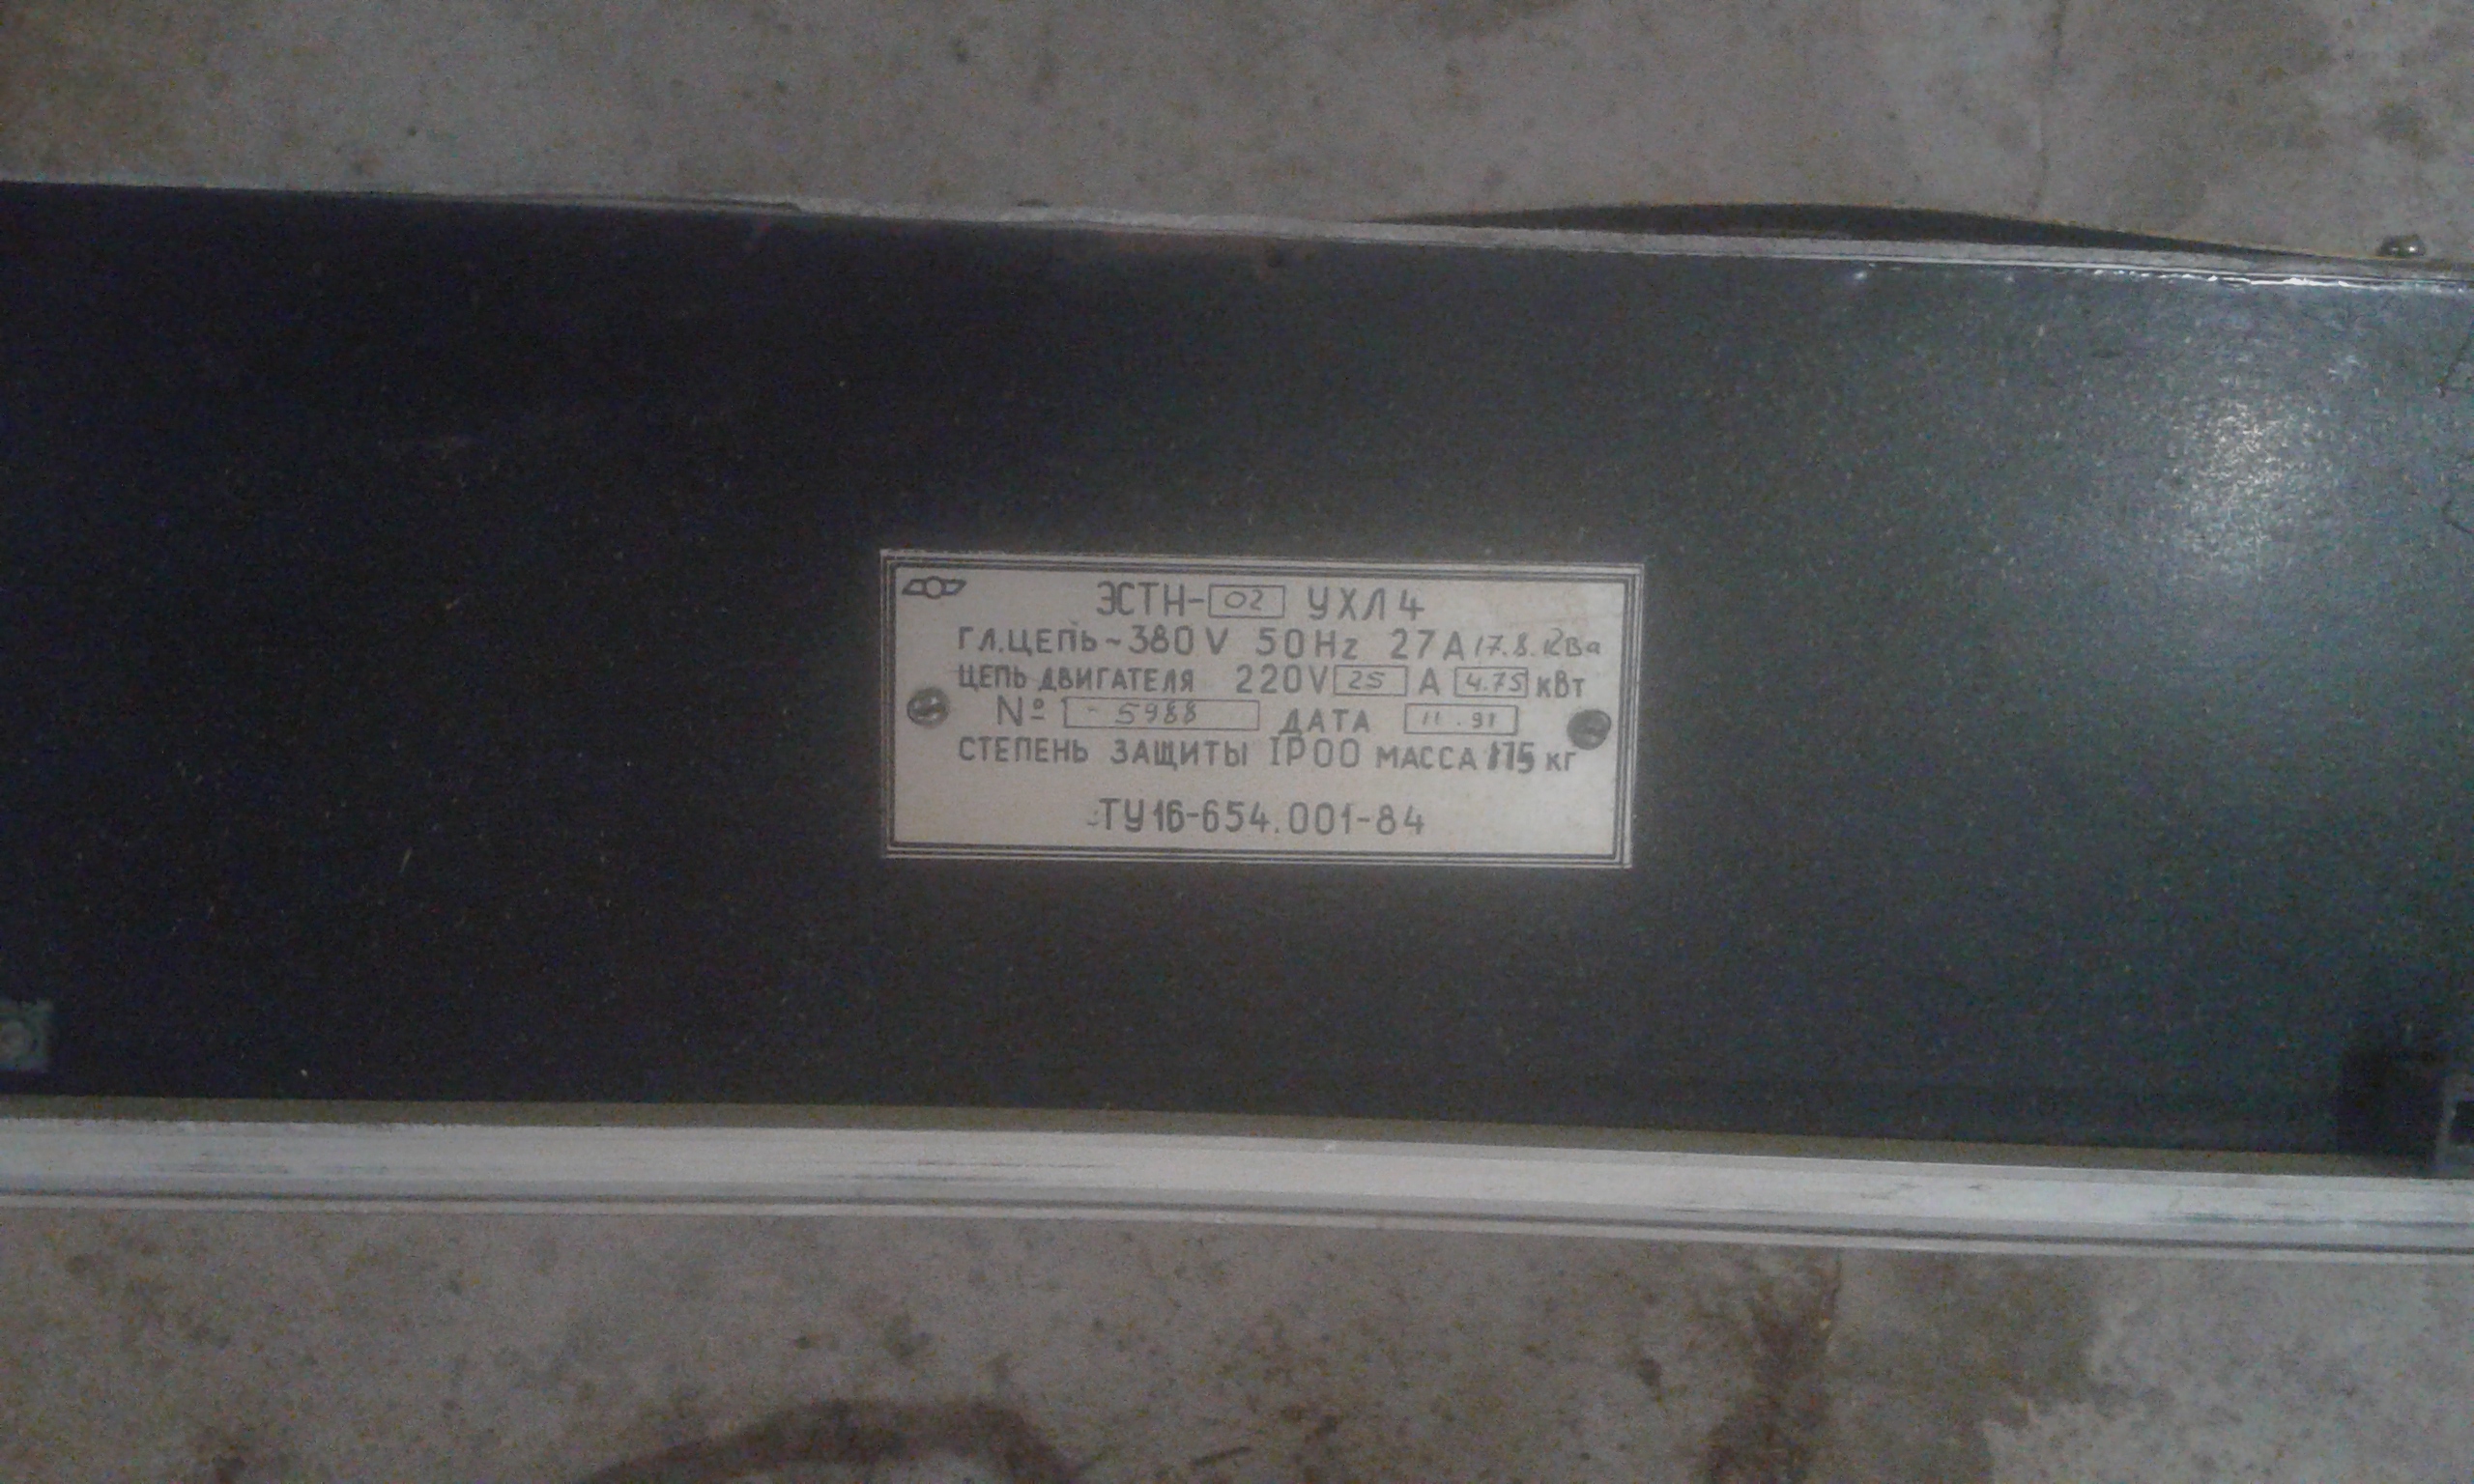 ЭСТН-02 УХЛ4
ГЛ.ЦЕПЬ~380V 50Hz 27A 17.8.кВа
ЦЕПЬ ДВИГАТЕЛЯ 220V 25 А 4.75 кВт
№ 5988 ДАТА 11.91
СТЕПЕНЬ ЗАЩИТЫ IP00 МАССА 175 кг
ТУ16-654.001-84